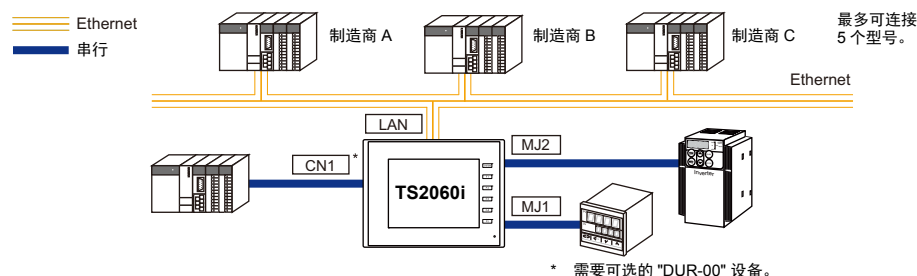 Ethernet
串行
制造商 A
制造商 B
制造商 C
最多可连接
5 个型号。
Ethernet
LAN
CN1 *
MJ2
TS2060i
MJ1
Inverter
* 需要可选的 "DUR-00" 设备。